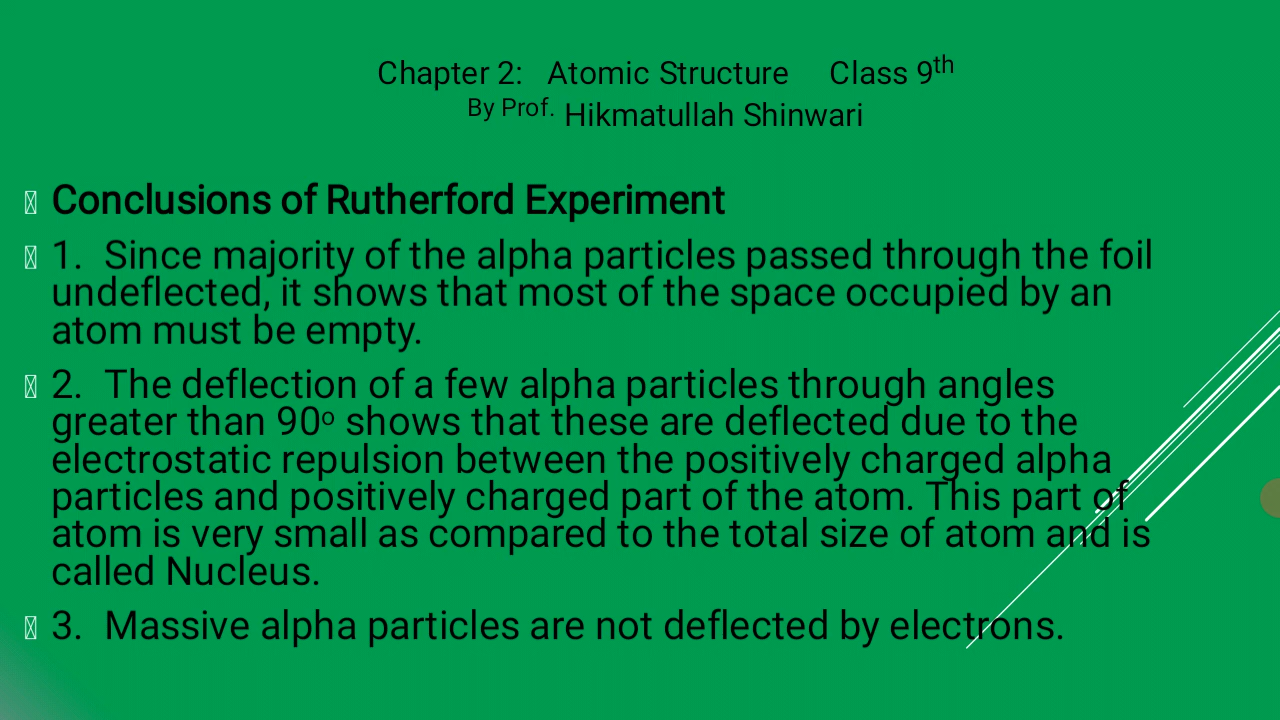 Chapter 2: Atomic Structure Class 9th
By Prof. Hikmatullah Shinwari
Conclusions of Rutherford Experiment
1. Since majority of the alpha particles passed through the foil
undeflected, it shows that most of the space occupied by an
atom must be empty.
2. The deflection of a few alpha particles through angles
greater than 90º shows that these are deflected due to the
electrostatic repulsion between the positively charged alpha
particles and positively charged part of the atom. This part of
atom is very small as compared to the total size of atom and is
called Nucleus.
3. Massive alpha particles are not deflected by electrons.